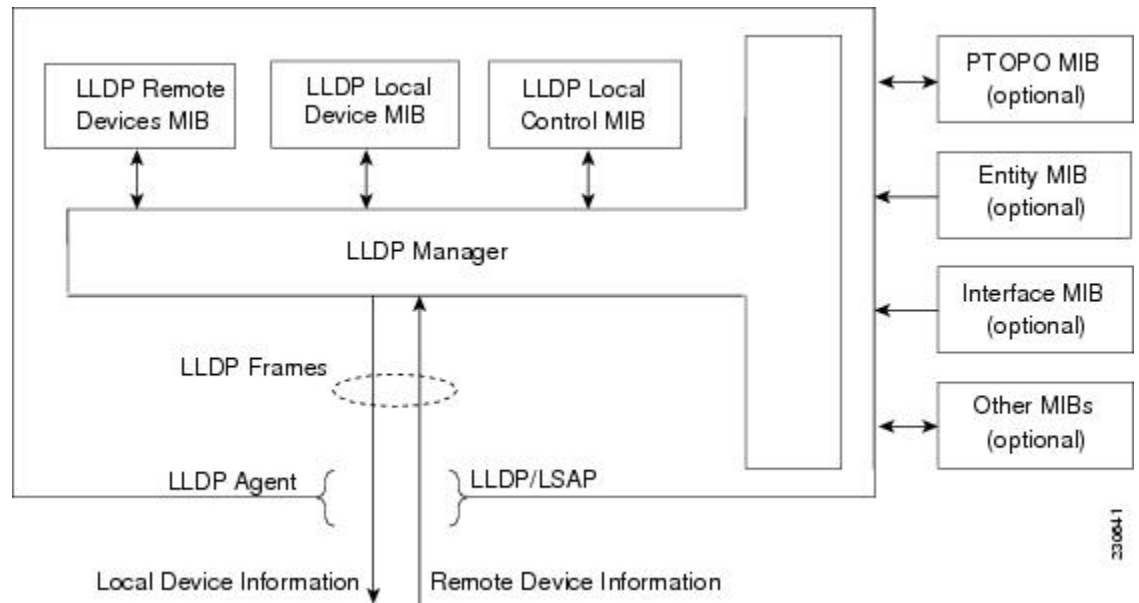 LLDP Remote
Devices MIB
LLDP Local
Device MIB
LLDP Local
Control MIB
PTOPO MIB
(optional)
Entity MIB
(optional)
LLDP Manager
Interface MIB
(optional)
LLDP Frames
Other MIBs
(optional)
LLDP Agent
LLDP/LSAP
230641
Local Device Information
Remote Device Information